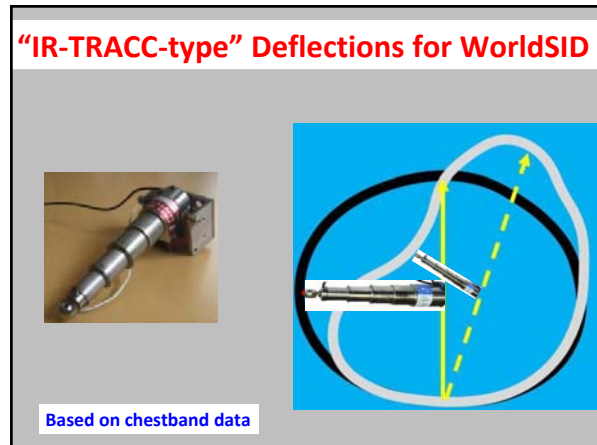 “IR-TRACC-type” Deflections for WorldSID
Based on chestband data